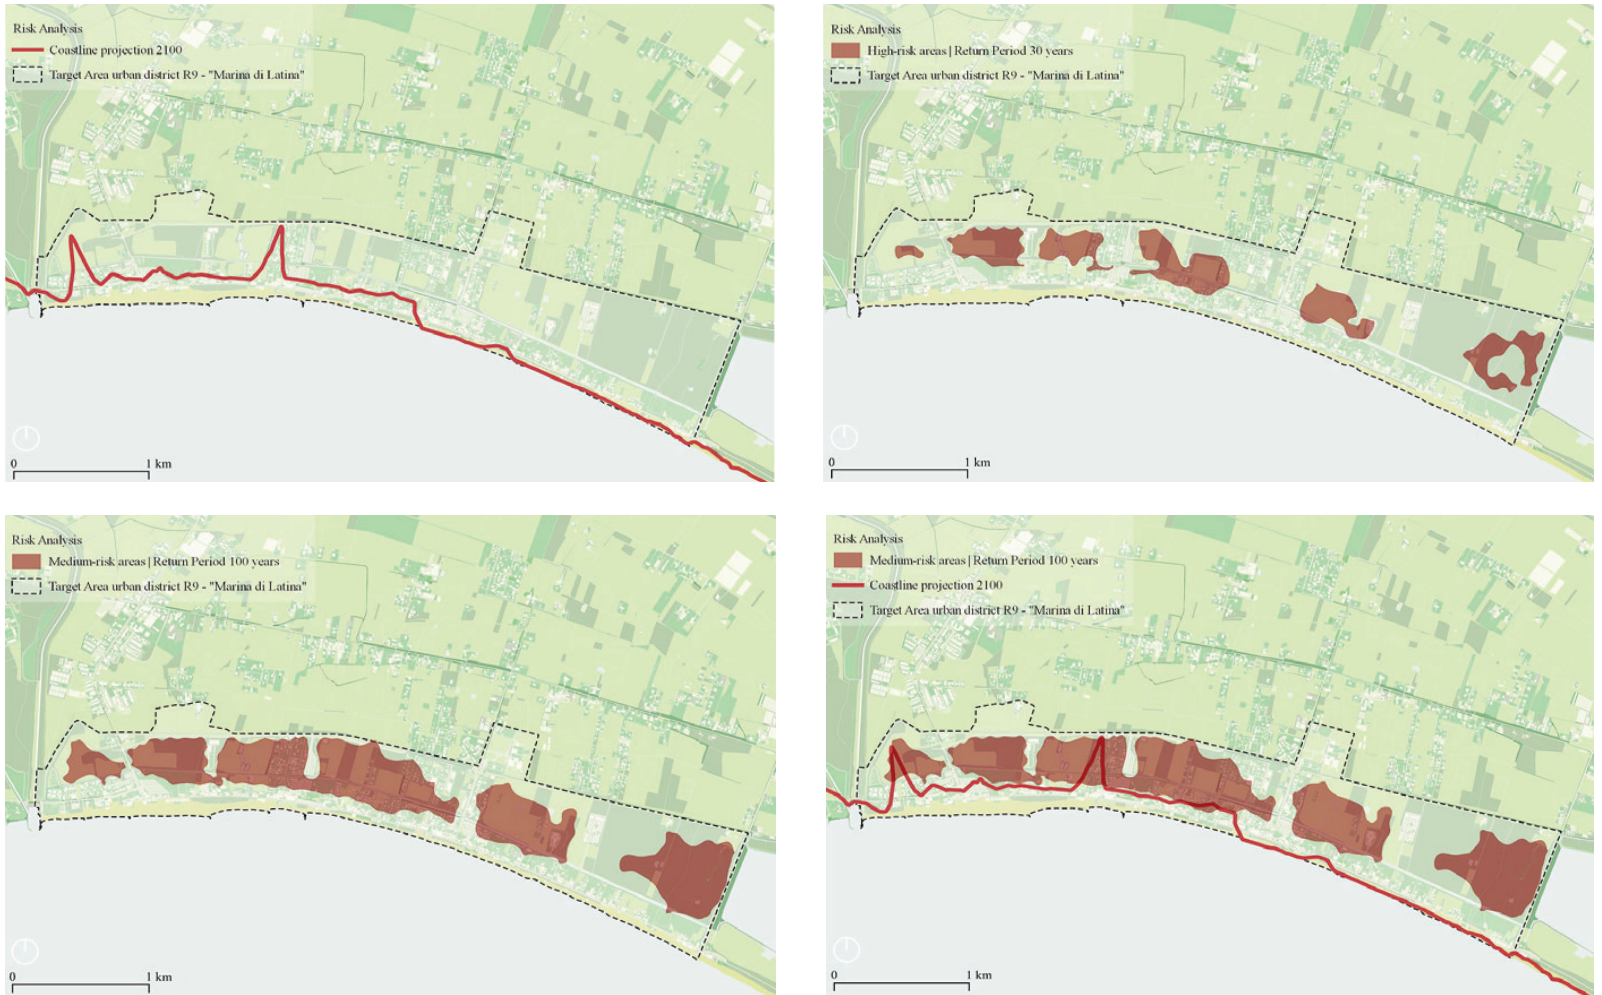 Risk Analysis
Coastline projection 2100
Target Area urban district R9 - "Marina di Latina"
0 1 km
Risk Analysis
High-risk areas | Return Period 30 years
Target Area urban district R9 - "Marina di Latina"
0 1 km
Risk Analysis
Medium-risk areas | Return Period 100 years
Target Area urban district R9 - "Marina di Latina"
0 1 km
Risk Analysis
Medium-risk areas | Return Period 100 years
Coastline projection 2100
Target Area urban district R9 - "Marina di Latina"
0 1 km